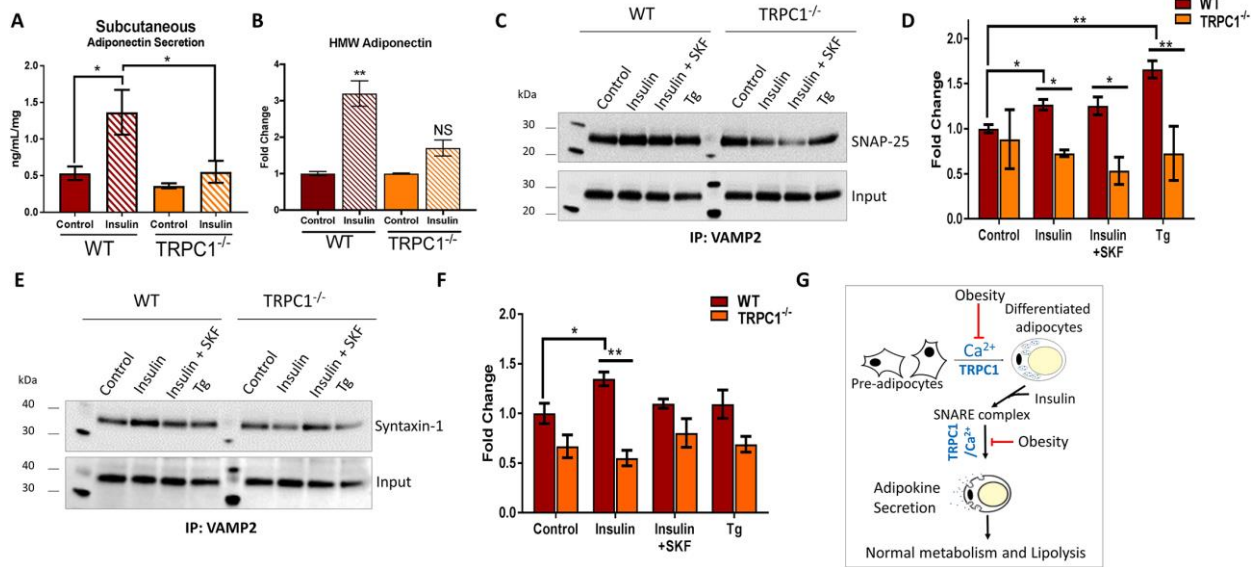 A
Subcutaneous
Adiponectin Secretion
ng/mL/mg
2.0
1.5
1.0
0.5
0.0
*
*
Control Insulin Control Insulin
WT TRPC1-/-
B
HMW Adiponectin
Fold Change
4
3
2
1
0
**
NS
Control Insulin Control Insulin
WT TRPC1-/-
C
WT TRPC1-/-
Control Insulin Insulin + SKF Tg Control Insulin Insulin + SKF Tg
kDa
30
20
SNAP-25
30
20
Input
IP: VAMP2
D
WT
TRPC1-/-
Fold Change
2.0
1.5
1.0
0.5
0.0
**
*
*
*
**
Control Insulin Insulin Tg
+SKF
E
WT TRPC1-/-
Control Insulin Insulin + SKF Tg Control Insulin Insulin + SKF Tg
kDa
40
30
Syntaxin-1
40
30
Input
IP: VAMP2
F
WT
TRPC1-/-
Fold Change
2.0
1.5
1.0
0.5
0.0
*
**
Control Insulin Insulin Tg
+SKF
G
Obesity
Differentiated
adipocytes
Ca2+
TRPC1
Pre-adipocytes
Insulin
SNARE complex
TRPC1
/Ca2+
Obesity
Adipokine
Secretion
Normal metabolism and Lipolysis